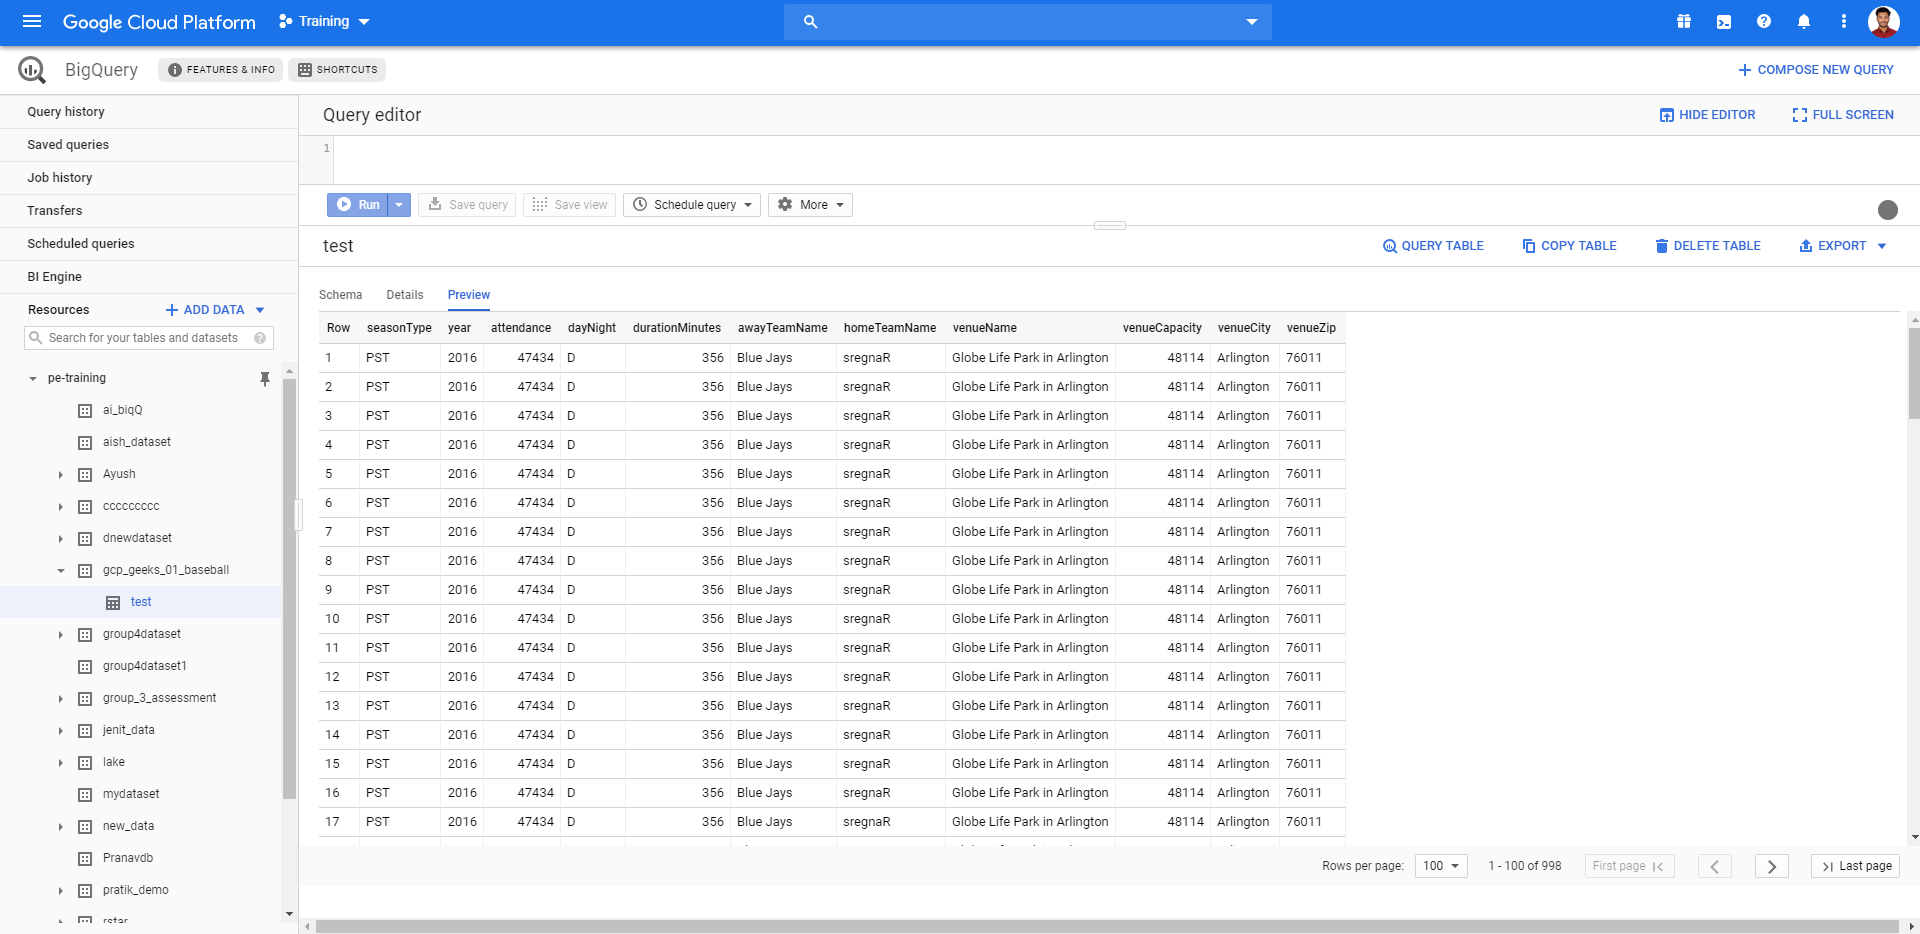 Google Cloud Platform Training
BigQuery FEATURES & INFO SHORTCUTS COMPOSE NEW QUERY
Query history
Saved queries
Job history
Transfers
Scheduled queries
BI Engine
Resources ADD DATA
Search for your tables and datasets
pe-training
ai_biqQ
aish_dataset
Ayush
ccccccccc
dnewdataset
gcp_geeks_01_baseball
test
group4dataset
group4dataset1
group_3_assessment
jenit_data
lake
mydataset
new_data
Pranavdb
pratik_demo
rstar
Query editor HIDE EDITOR FULL SCREEN
1
Run Save query Save view Schedule query More
test QUERY TABLE COPY TABLE DELETE TABLE EXPORT
Schema Details Preview
Row seasonType year attendance dayNight durationMinutes awayTeamName homeTeamName venueName venueCapacity venueCity venueZip
1 PST 2016 47434 D 356 Blue Jays sregnaR Globe Life Park in Arlington 48114 Arlington 76011
2 PST 2016 47434 D 356 Blue Jays sregnaR Globe Life Park in Arlington 48114 Arlington 76011
3 PST 2016 47434 D 356 Blue Jays sregnaR Globe Life Park in Arlington 48114 Arlington 76011
4 PST 2016 47434 D 356 Blue Jays sregnaR Globe Life Park in Arlington 48114 Arlington 76011
5 PST 2016 47434 D 356 Blue Jays sregnaR Globe Life Park in Arlington 48114 Arlington 76011
6 PST 2016 47434 D 356 Blue Jays sregnaR Globe Life Park in Arlington 48114 Arlington 76011
7 PST 2016 47434 D 356 Blue Jays sregnaR Globe Life Park in Arlington 48114 Arlington 76011
8 PST 2016 47434 D 356 Blue Jays sregnaR Globe Life Park in Arlington 48114 Arlington 76011
9 PST 2016 47434 D 356 Blue Jays sregnaR Globe Life Park in Arlington 48114 Arlington 76011
10 PST 2016 47434 D 356 Blue Jays sregnaR Globe Life Park in Arlington 48114 Arlington 76011
11 PST 2016 47434 D 356 Blue Jays sregnaR Globe Life Park in Arlington 48114 Arlington 76011
12 PST 2016 47434 D 356 Blue Jays sregnaR Globe Life Park in Arlington 48114 Arlington 76011
13 PST 2016 47434 D 356 Blue Jays sregnaR Globe Life Park in Arlington 48114 Arlington 76011
14 PST 2016 47434 D 356 Blue Jays sregnaR Globe Life Park in Arlington 48114 Arlington 76011
15 PST 2016 47434 D 356 Blue Jays sregnaR Globe Life Park in Arlington 48114 Arlington 76011
16 PST 2016 47434 D 356 Blue Jays sregnaR Globe Life Park in Arlington 48114 Arlington 76011
17 PST 2016 47434 D 356 Blue Jays sregnaR Globe Life Park in Arlington 48114 Arlington 76011
Rows per page: 100 1 - 100 of 998 First page Last page